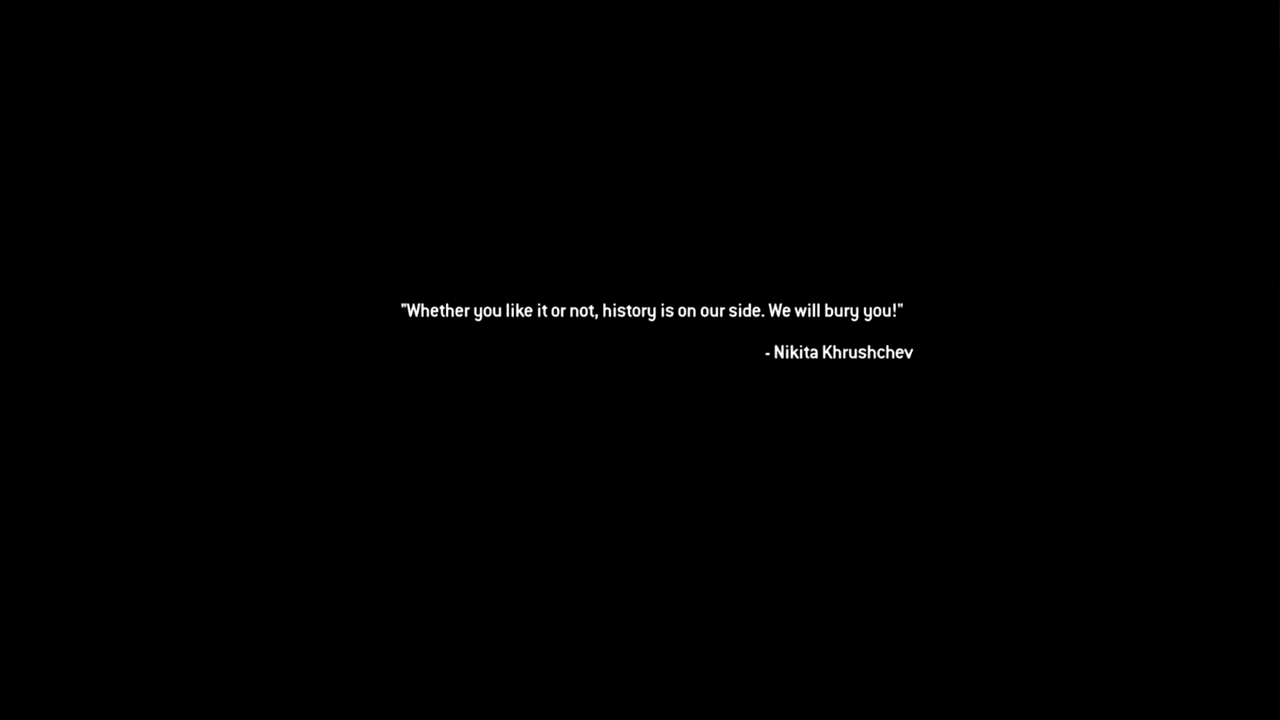 "Whether you like it or not, history is on our side. We will bury you!"
- Nikita Khrushchev